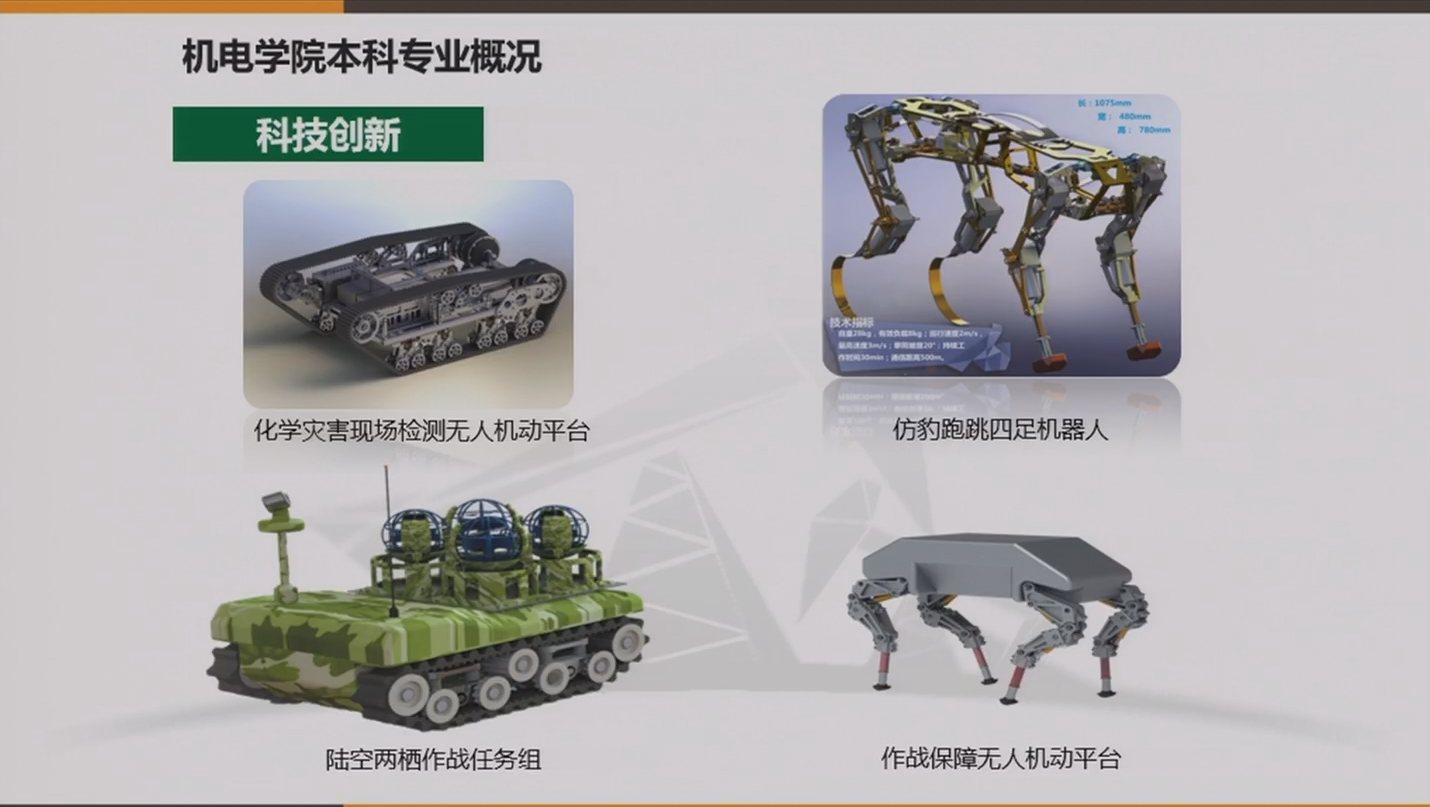 机电学院本科专业概况
科技创新
长：1075mm
宽： 480mm
高： 780mm
技术指标
自重28kg，有效负载8kg；运行速度2m/s，
最高速度3m/s；攀爬坡度20°；持续工
作时间30min；通信距离500m。
化学灾害现场检测无人机动平台
仿豹跑跳四足机器人
陆空两栖作战任务组
作战保障无人机动平台